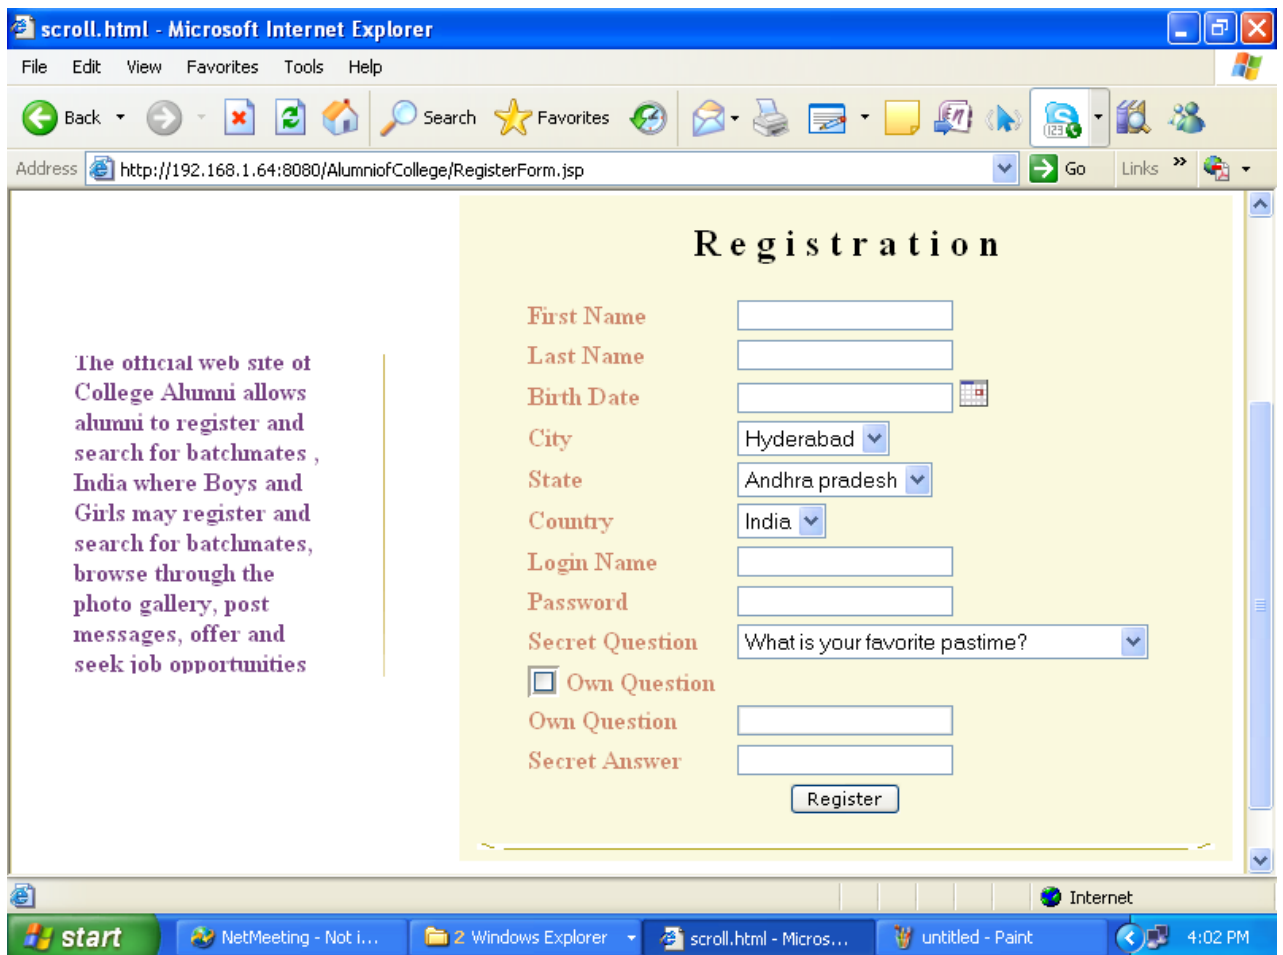 scroll.html - Microsoft Internet Explorer
File Edit View Favorites Tools Help
Back Search Favorites
123
Address http://192.168.1.64:8080/AlumniofCollege/RegisterForm.jsp Go Links »
Registration
First Name
Last Name
Birth Date
City Hyderabad
State Andhra pradesh
Country India
Login Name
Password
Secret Question What is your favorite pastime?
Own Question
Own Question
Secret Answer
Register
The official web site of
College Alumni allows
alumni to register and
search for batchmates ,
India where Boys and
Girls may register and
search for batchmates,
browse through the
photo gallery, post
messages, offer and
seek job opportunities
Internet
start NetMeeting - Not i... 2 Windows Explorer scroll.html - Micros... untitled - Paint 4:02 PM